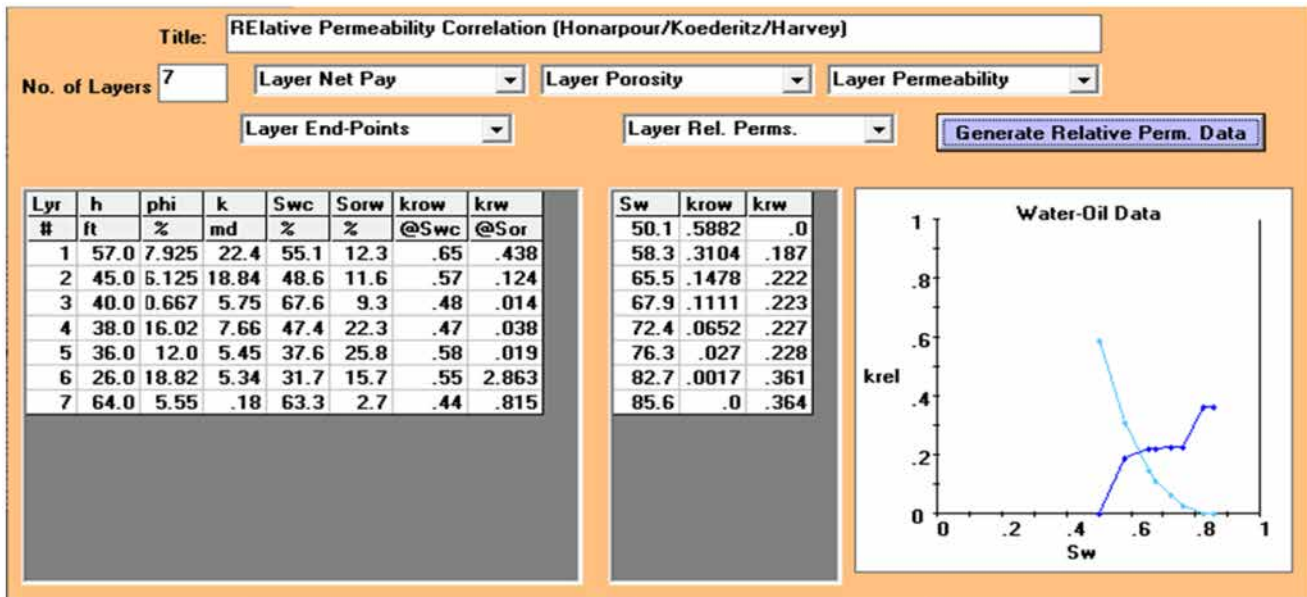 Title: RElative Permeability Correlation (Honarpour/Koederitz/Harvey)
No. of Layers 7 Layer Net Pay Layer Porosity Layer Permeability
Layer End-Points Layer Rel. Perms. Generate Relative Perm. Data
Lyr h phi k Swc Sorw krow krw
# ft % md % % @Swc @Sor
1 57.0 7.925 22.4 55.1 12.3 .65 .438
2 45.0 6.125 18.84 48.6 11.6 .57 .124
3 40.0 0.667 5.75 67.6 9.3 .48 .014
4 38.0 16.02 7.66 47.4 22.3 .47 .038
5 36.0 12.0 5.45 37.6 25.8 .58 .019
6 26.0 18.82 5.34 31.7 15.7 .55 2.863
7 64.0 5.55 .18 63.3 2.7 .44 .815
Sw krow krw
50.1 .5882 .0
58.3 .3104 .187
65.5 .1478 .222
67.9 .1111 .223
72.4 .0652 .227
76.3 .027 .228
82.7 .0017 .361
85.6 .0 .364
Water-Oil Data
1
.8
.6
krel
.4
.2
0
0 .2 .4 .6 .8 1
Sw